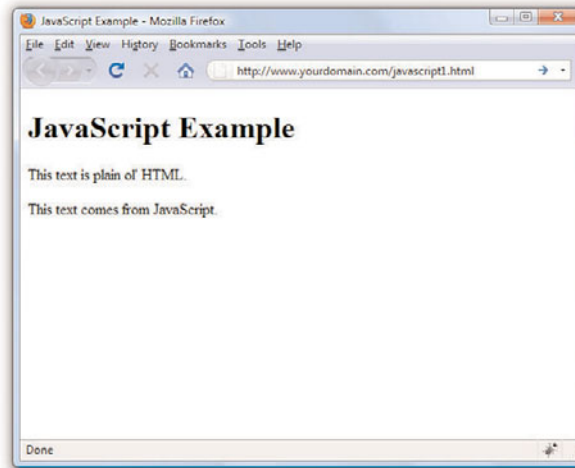 JavaScript Example - Mozilla Firefox
File Edit View History Bookmarks Tools Help
http://www.yourdomain.com/javascript1.html
JavaScript Example
This text is plain ol' HTML.
This text comes from JavaScript.
Done